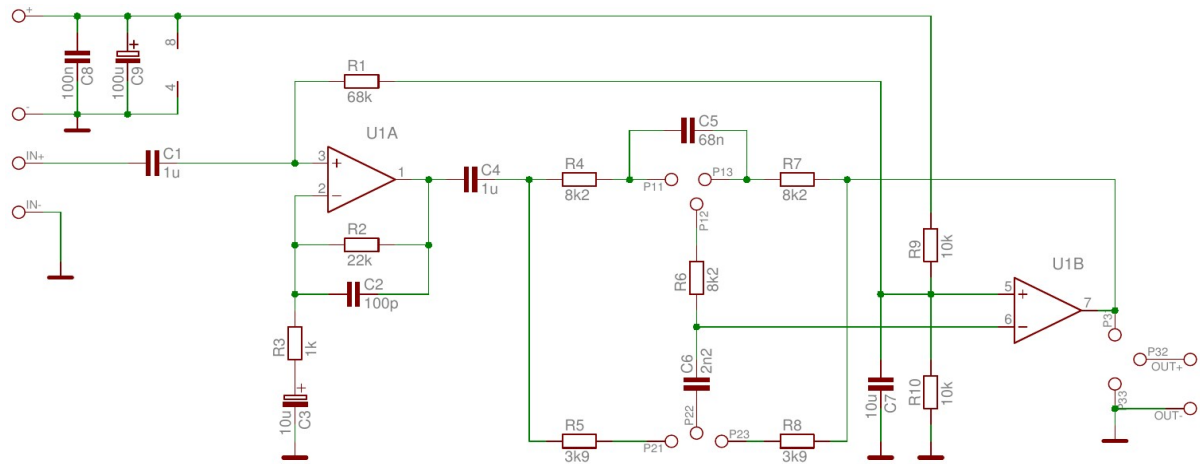 +
8
+
100n
C8
100u
C9
4
-
R1
68k
U1A
IN+
C1
1u
3
+
2
−
1
C4
1u
C5
68n
R4
8k2
P11
P13
R7
8k2
P12
IN-
R2
22k
C2
100p
R6
8k2
R9
10k
U1B
5
+
6
−
7
P3
R3
1k
C6
2n2
P32
OUT+
+
10u
C3
10u
C7
R10
10k
P33
OUT-
P22
R5
3k9
P21
P23
R8
3k9